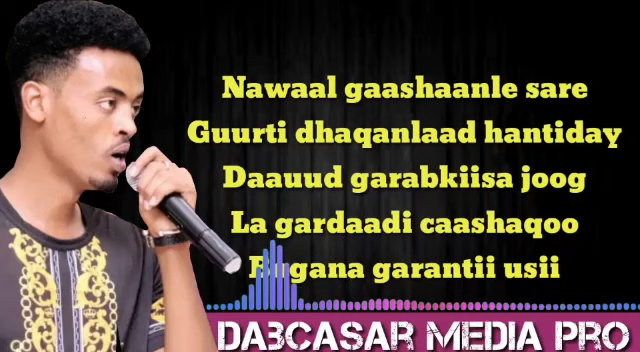 Nawaal gaashaanle sare
Guurti dhaqanlaad hantiday
Daauud garabkiisa joog
La gardaadi caashaqoo
garantii usii
DABCASAR MEDIA PRO